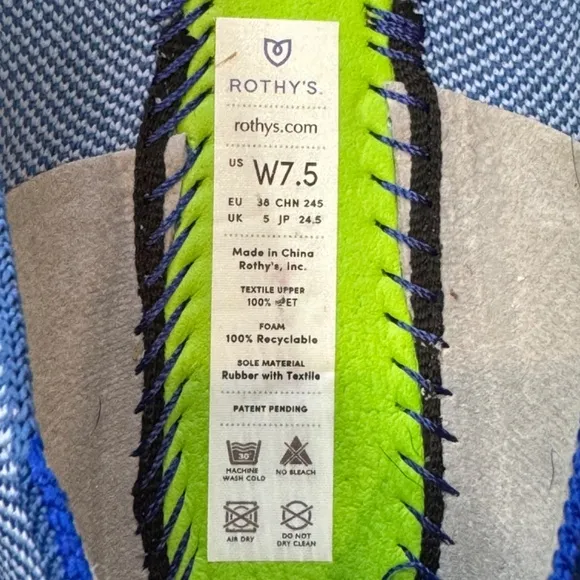 ROTHY'S
rothys.com
US W7.5
EU 38 CHN 245
UK 5 JP 24.5
Made in China
Rothy's, inc.
TEXTILE UPPER
100%
FOAM
100% Recyclable
SOLE MATERIAL
Rubber with Textile
PATENT PENDING
30°
MACHINE WASH COLD
NO BLEACH
AIR DRY
DO NOT DRY CLEAN